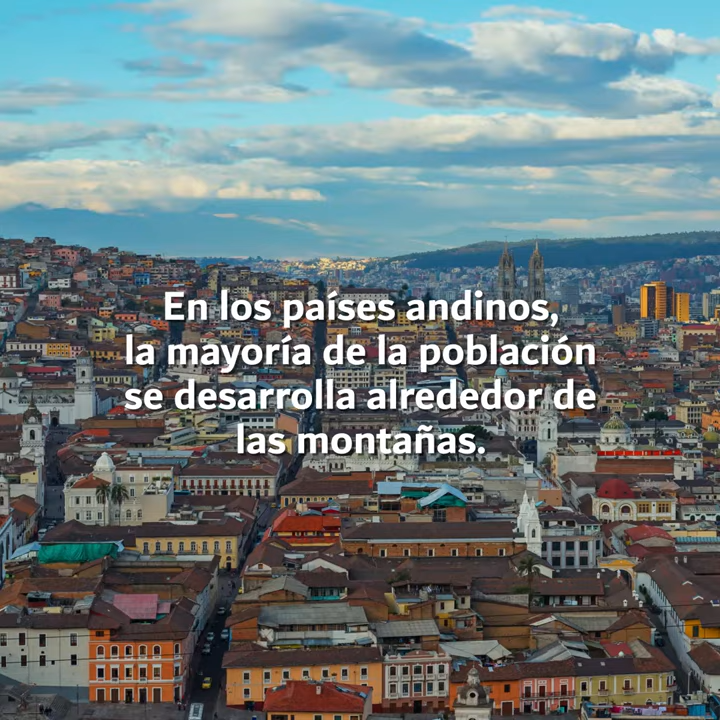 En los países andinos,
la mayoría de la población
se desarrolla alrededor de
las montañas.